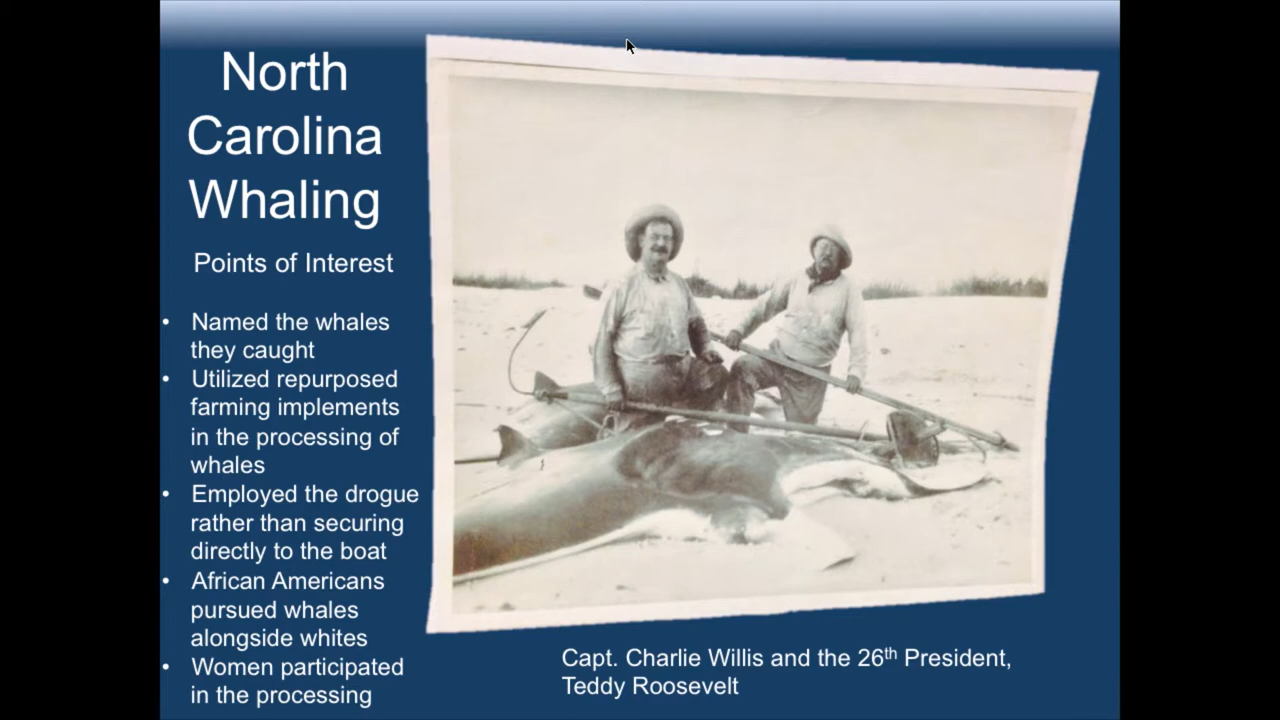 North
Carolina
Whaling
Points of Interest
• Named the whales
they caught
• Utilized repurposed
farming implements
in the processing of
whales
• Employed the drogue
rather than securing
directly to the boat
• African Americans
pursued whales
alongside whites
• Women participated
in the processing
Capt. Charlie Willis and the 26th President,
Teddy Roosevelt